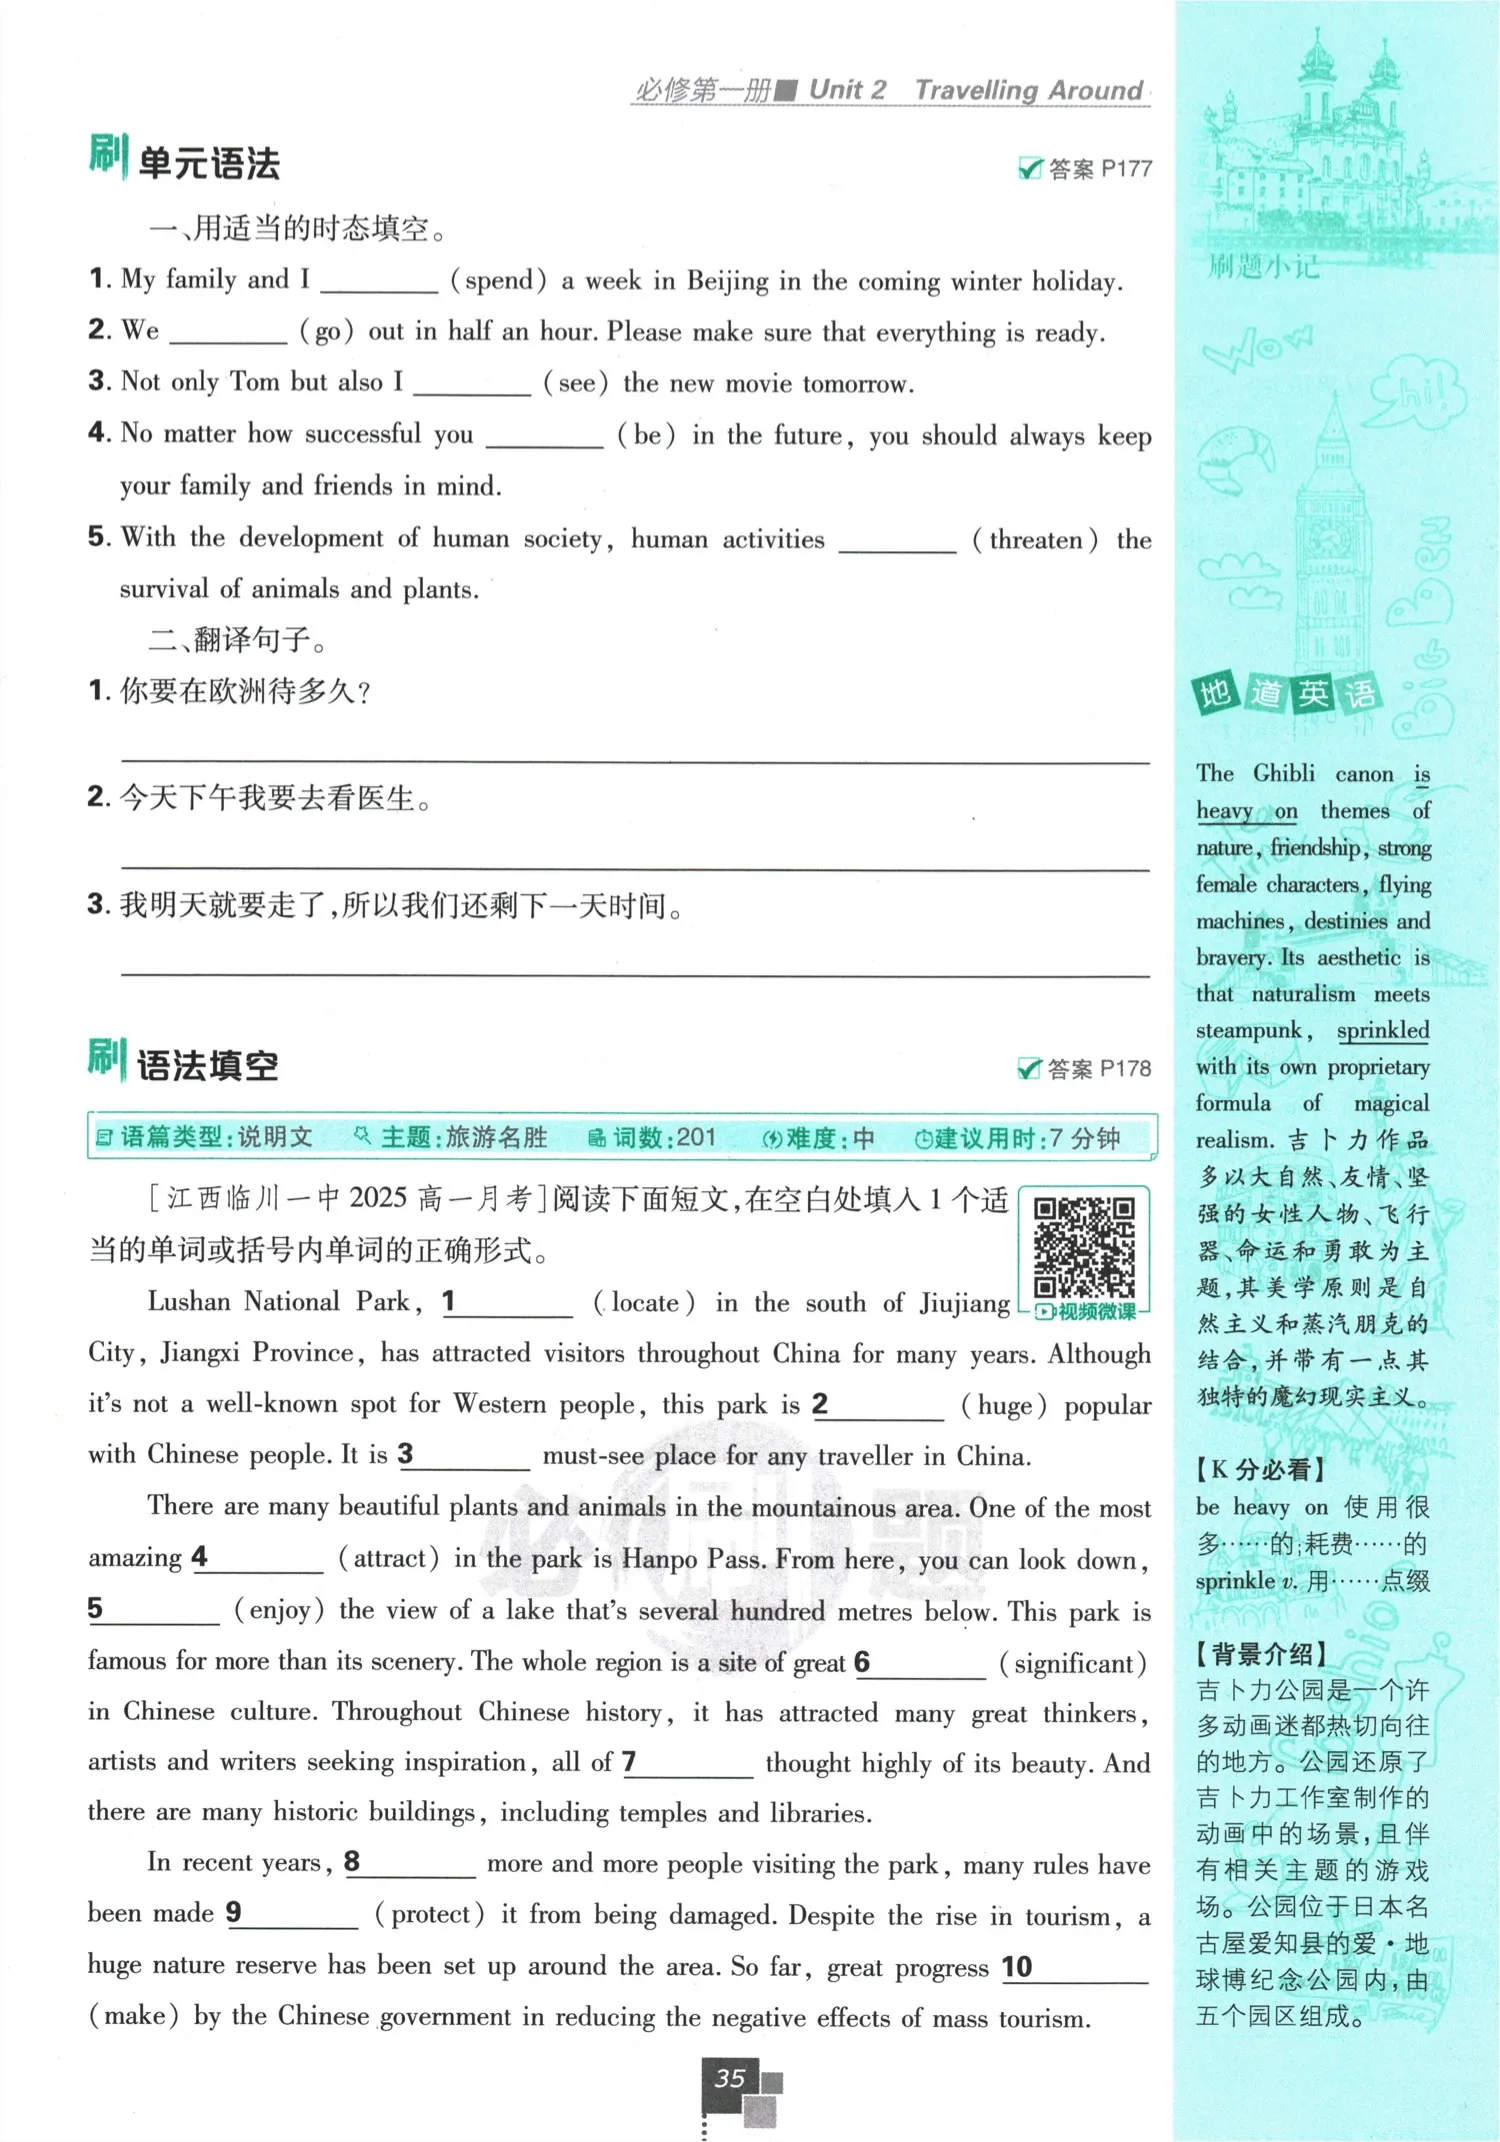 必修第一册 Unit 2 Travelling Around
刷 单元语法
答案 P177
一、用适当的时态填空。
1. My family and I ________ (spend) a week in Beijing in the coming winter holiday.
2. We ________ (go) out in half an hour. Please make sure that everything is ready.
3. Not only Tom but also I ________ (see) the new movie tomorrow.
4. No matter how successful you ________ (be) in the future, you should always keep
your family and friends in mind.
5. With the development of human society, human activities ________ (threaten) the
survival of animals and plants.
二、翻译句子。
1. 你要在欧洲待多久?
2. 今天下午我要去看医生。
3. 我明天就要走了,所以我们还剩下一天时间。
刷 语法填空
答案 P178
语篇类型:说明文 主题:旅游名胜 词数:201 难度:中 建议用时:7 分钟
[江西临川一中 2025 高一月考]阅读下面短文,在空白处填入 1 个适
当的单词或括号内单词的正确形式。
视频微课
Lushan National Park, 1________ (locate) in the south of Jiujiang
City, Jiangxi Province, has attracted visitors throughout China for many years. Although
it's not a well-known spot for Western people, this park is 2________ (huge) popular
with Chinese people. It is 3________ must-see place for any traveller in China.
There are many beautiful plants and animals in the mountainous area. One of the most
amazing 4________ (attract) in the park is Hanpo Pass. From here, you can look down,
5________ (enjoy) the view of a lake that's several hundred metres below. This park is
famous for more than its scenery. The whole region is a site of great 6________ (significant)
in Chinese culture. Throughout Chinese history, it has attracted many great thinkers,
artists and writers seeking inspiration, all of 7________ thought highly of its beauty. And
there are many historic buildings, including temples and libraries.
In recent years, 8________ more and more people visiting the park, many rules have
been made 9________ (protect) it from being damaged. Despite the rise in tourism, a
huge nature reserve has been set up around the area. So far, great progress 10________
(make) by the Chinese government in reducing the negative effects of mass tourism.
必刷题
35
刷题小记
Wow
hi!
Big Ben
地道英语
The Ghibli canon is
heavy on themes of
nature, friendship, strong
female characters, flying
machines, destinies and
bravery. Its aesthetic is
that naturalism meets
steampunk, sprinkled
with its own proprietary
formula of magical
realism. 吉卜力作品
多以大自然、友情、坚
强的女性人物、飞行
器、命运和勇敢为主
题,其美学原则是自
然主义和蒸汽朋克的
结合,并带有一点其
独特的魔幻现实主义。
【K 分必看】
be heavy on 使用很
多……的;耗费……的
sprinkle v. 用……点缀
【背景介绍】
吉卜力公园是一个许
多动画迷都热切向往
的地方。公园还原了
吉卜力工作室制作的
动画中的场景,且伴
有相关主题的游戏
场。公园位于日本名
古屋爱知县的爱·地
球博纪念公园内,由
五个园区组成。